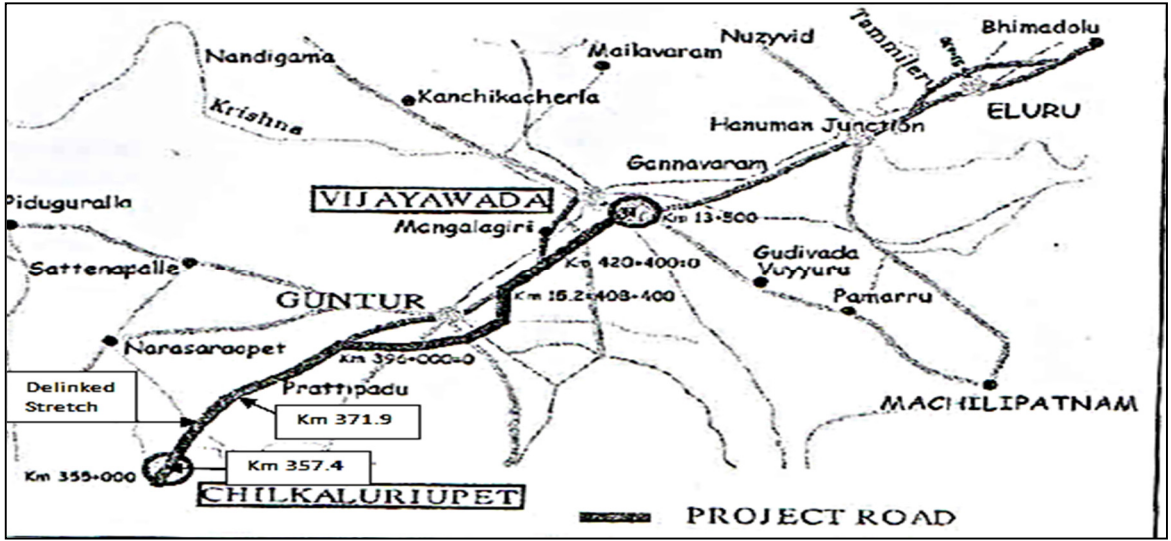 Bhimadolu
Nuzyvid
Tammileru
Nandigama
Mailavaram
Kanchikacherla
Krishna
ELURU
Hanuman Junction
Gannavaram
VIJAYAWADA
Piduguralla
Km 13+800
Mangalagiri
Gudivada
Vuyyuru
Km 420+400=0
Sattenapalle
Pamarru
Km 16.2=408+400
GUNTUR
Narasaraopet
Km 396+000=0
Delinked
Stretch
Prattipadu
MACHILIPATNAM
Km 371.9
Km 357.4
Km 355+000
CHILKALURIUPET
PROJECT ROAD